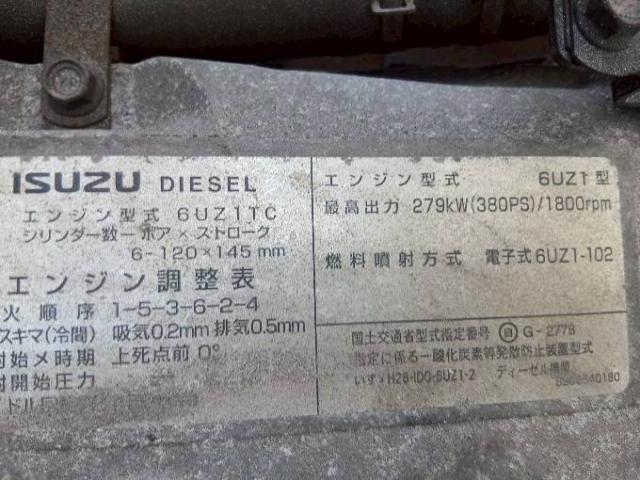 ISUZU DIESEL
エンジン型式 6UZ1TC
シリンダー数ー ボア × ストローク
6-120×145mm
エンジン調整表
火順序 1-5-3-6-2-4
スキマ(冷間) 吸気0.2mm 排気0.5mm
射始メ時期 上死点前 0°
射開始圧力
エンジン型式 6UZ1型
最高出力 279kW(380PS)/1800rpm
燃料噴射方式 電子式6UZ1-102
国土交通省型式指定番号 自 G-2778
指定に係る一酸化炭素等発散防止装置型式
いすゞH28-IDG-6UZ1-2 ディーゼル機関